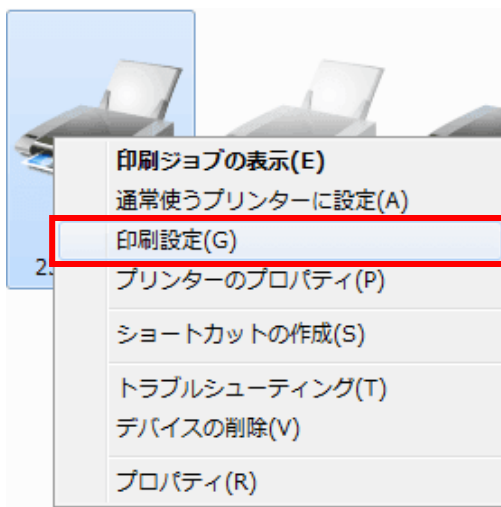 印刷ジョブの表示(E)
通常使うプリンターに設定(A)
印刷設定(G)
プリンターのプロパティ(P)
ショートカットの作成(S)
トラブルシューティング(T)
デバイスの削除(V)
プロパティ(R)